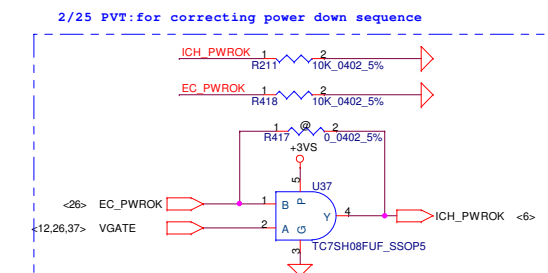 2/25 PVT:for correcting power down sequence
ICH_PWROK 1 2
R211 10K_0402_5%
EC_PWROK 1 2
R418 10K_0402_5%
1 @ 2
R417 0_0402_5%
+3VS
5 U37
<26> EC_PWROK 1 B P
Y 4 ICH_PWROK <6>
<12,26,37> VGATE 2 A G
3 TC7SH08FUF_SSOP5